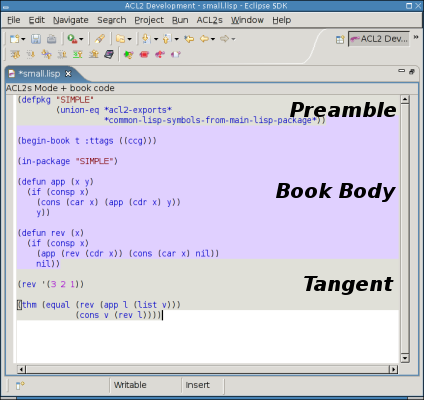 ACL2 Development - small.lisp - Eclipse SDK
File Edit Navigate Search Project Run ACL2s Window Help
ACL2 Dev...
*small.lisp
ACL2s Mode + book code
(defpkg "SIMPLE"
(union-eq *acl2-exports*
*common-lisp-symbols-from-main-lisp-package*))
Preamble
(begin-book t :ttags ((ccg)))
(in-package "SIMPLE")
(defun app (x y)
(if (consp x)
(cons (car x) (app (cdr x) y))
y))
Book Body
(defun rev (x)
(if (consp x)
(app (rev (cdr x)) (cons (car x) nil))
nil))
(rev '(3 2 1))
Tangent
(thm (equal (rev (app l (list v)))
(cons v (rev l))))
Writable Insert